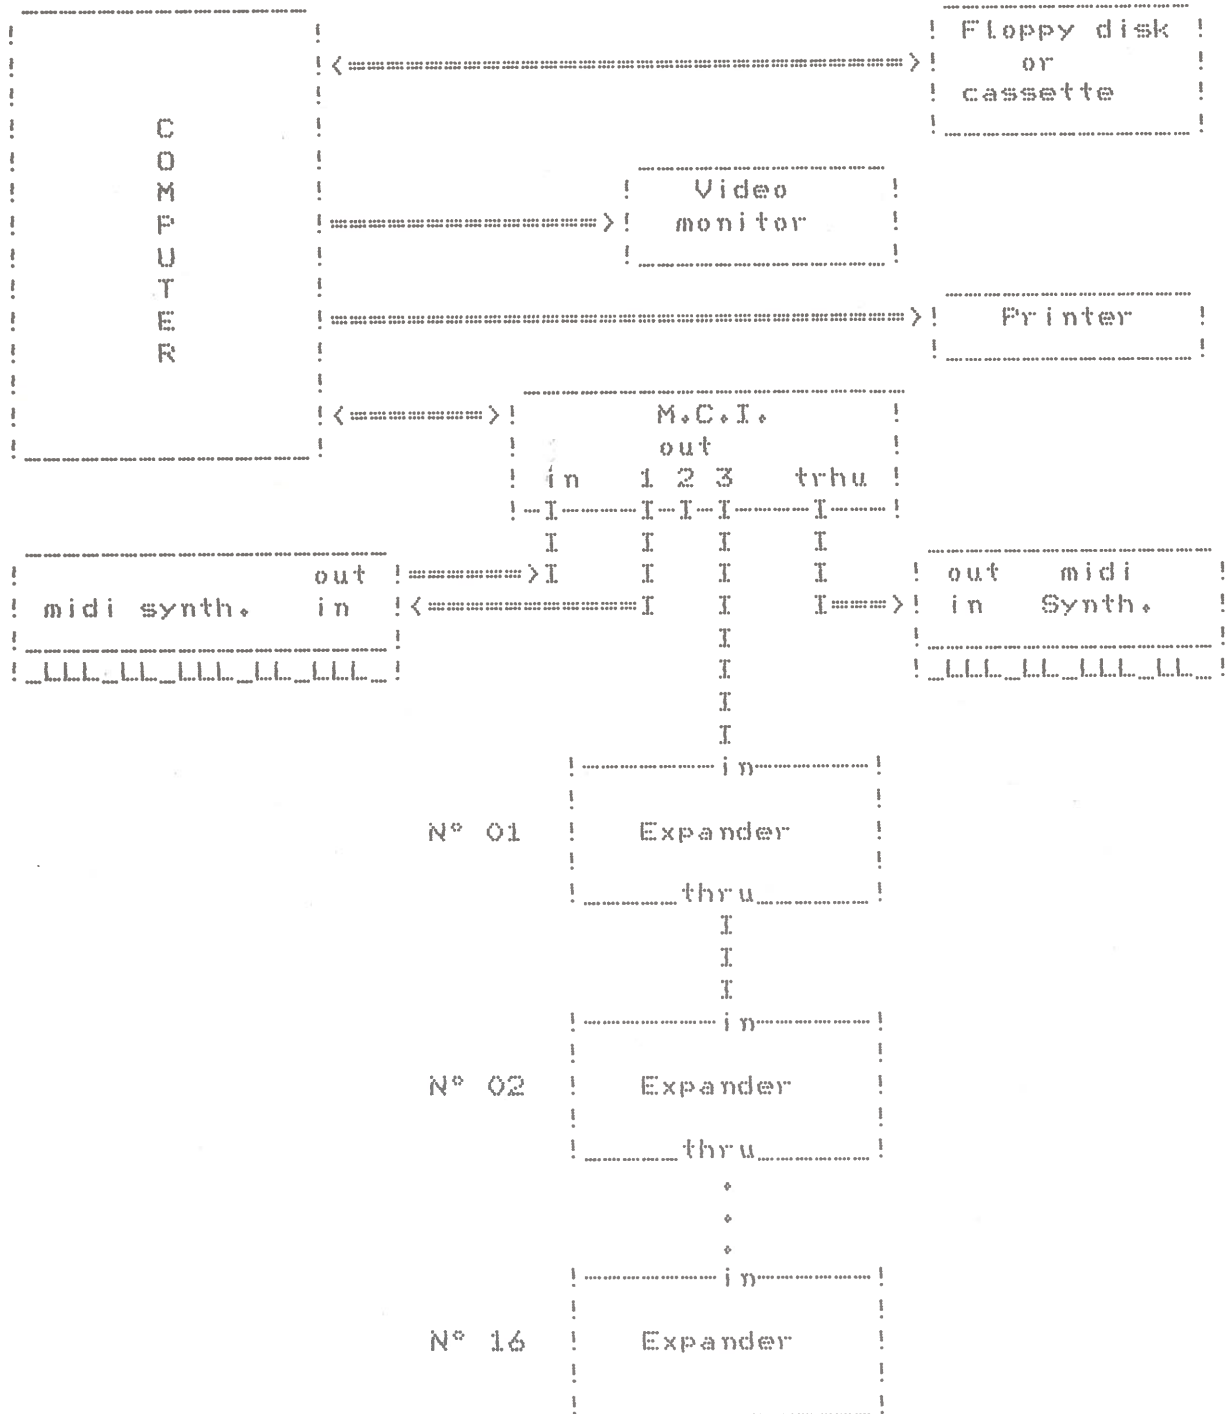 Floppy disk
or
cassette
COMPUTER
Video
monitor
Printer
M.C.I.
out
in 1 2 3 trhu
out
midi synth. in
out midi
in Synth.
in
N° 01 Expander
thru
in
N° 02 Expander
thru
in
N° 16 Expander